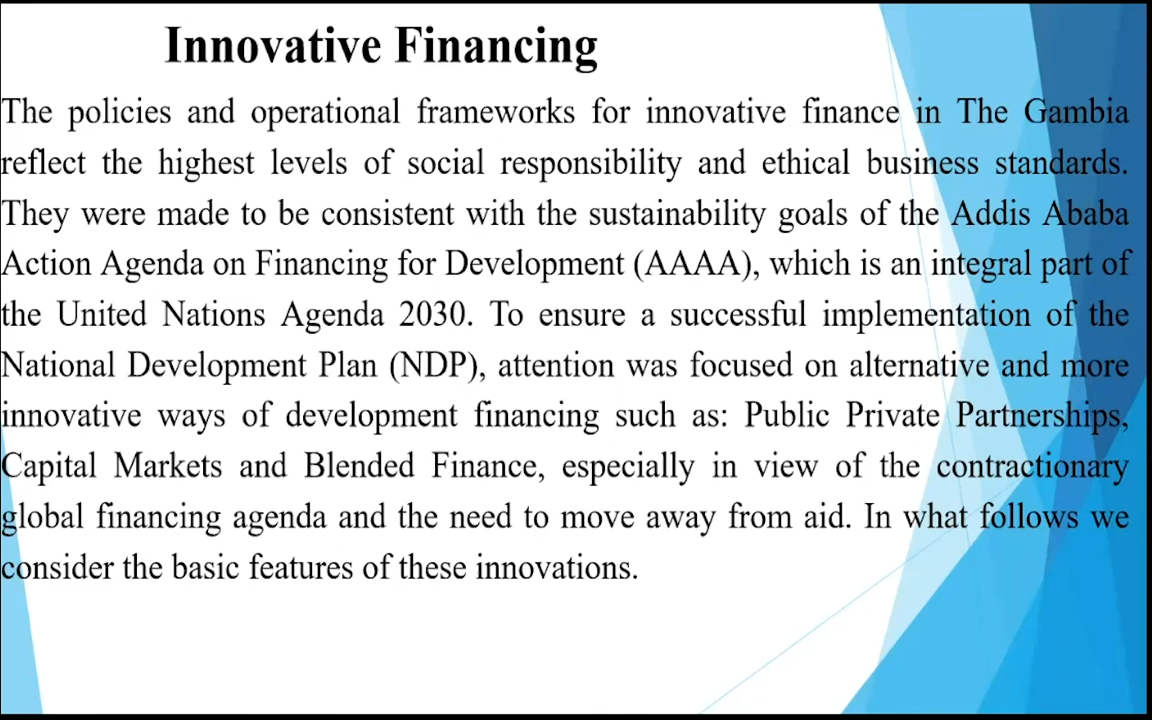 Innovative Financing
The policies and operational frameworks for innovative finance in The Gambia
reflect the highest levels of social responsibility and ethical business standards.
They were made to be consistent with the sustainability goals of the Addis Ababa
Action Agenda on Financing for Development (AAAA), which is an integral part of
the United Nations Agenda 2030. To ensure a successful implementation of the
National Development Plan (NDP), attention was focused on alternative and more
innovative ways of development financing such as: Public Private Partnerships,
Capital Markets and Blended Finance, especially in view of the contractionary
global financing agenda and the need to move away from aid. In what follows we
consider the basic features of these innovations.